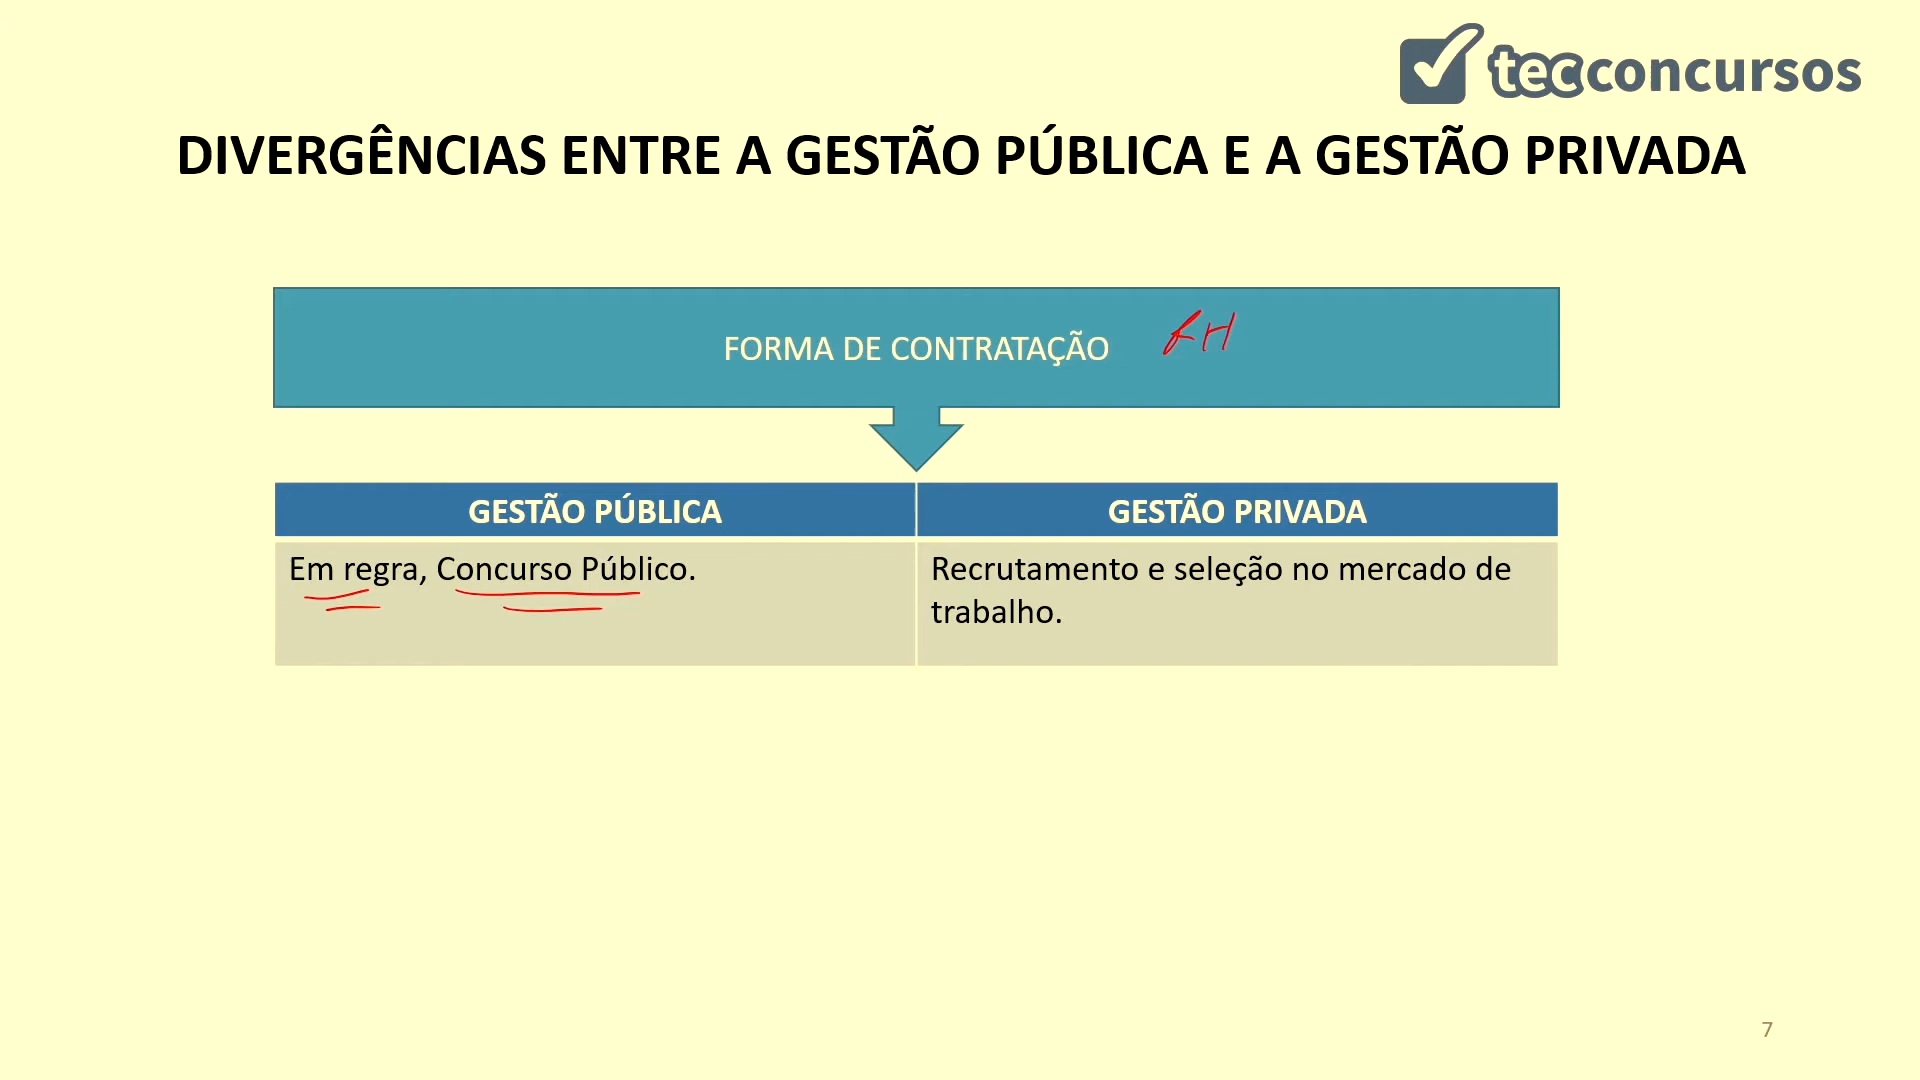 tecconcursos
DIVERGÊNCIAS ENTRE A GESTÃO PÚBLICA E A GESTÃO PRIVADA
FORMA DE CONTRATAÇÃO RH
GESTÃO PÚBLICA
GESTÃO PRIVADA
Em regra, Concurso Público.
Recrutamento e seleção no mercado de
trabalho.
7